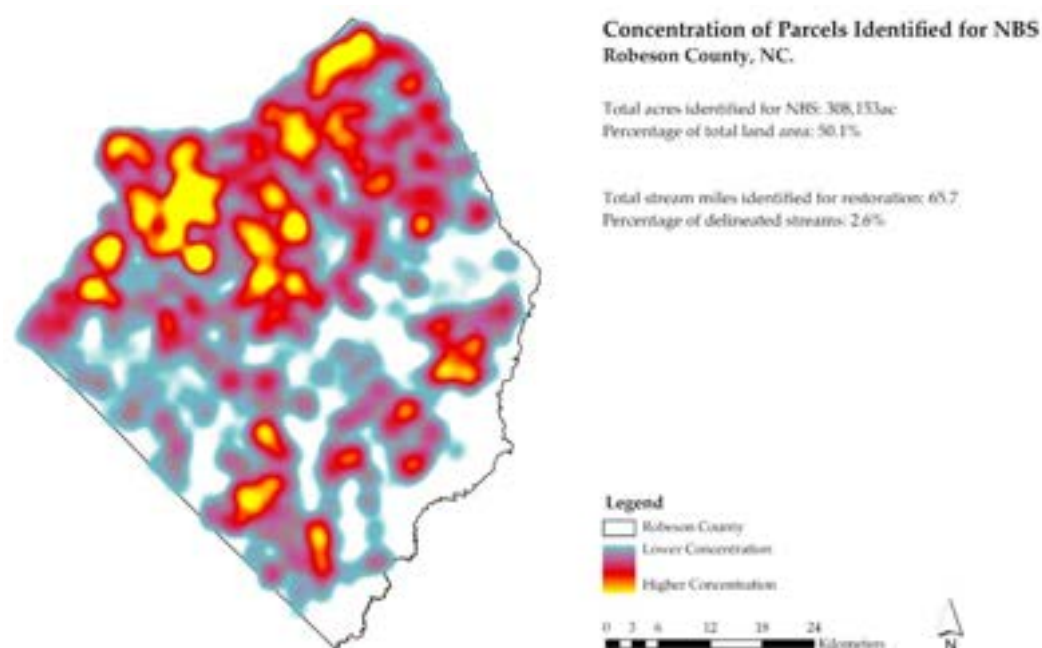 Concentration of Parcels Identified for NBS
Robeson County, NC.
Total acres identified for NBS: 308,153ac
Percentage of total land area: 50.1%
Total stream miles identified for restoration: 65.7
Percentage of delineated streams: 2.6%
Legend
Robeson County
Lower Concentration
Higher Concentration
0 3 6 12 18 24
Kilometers
N